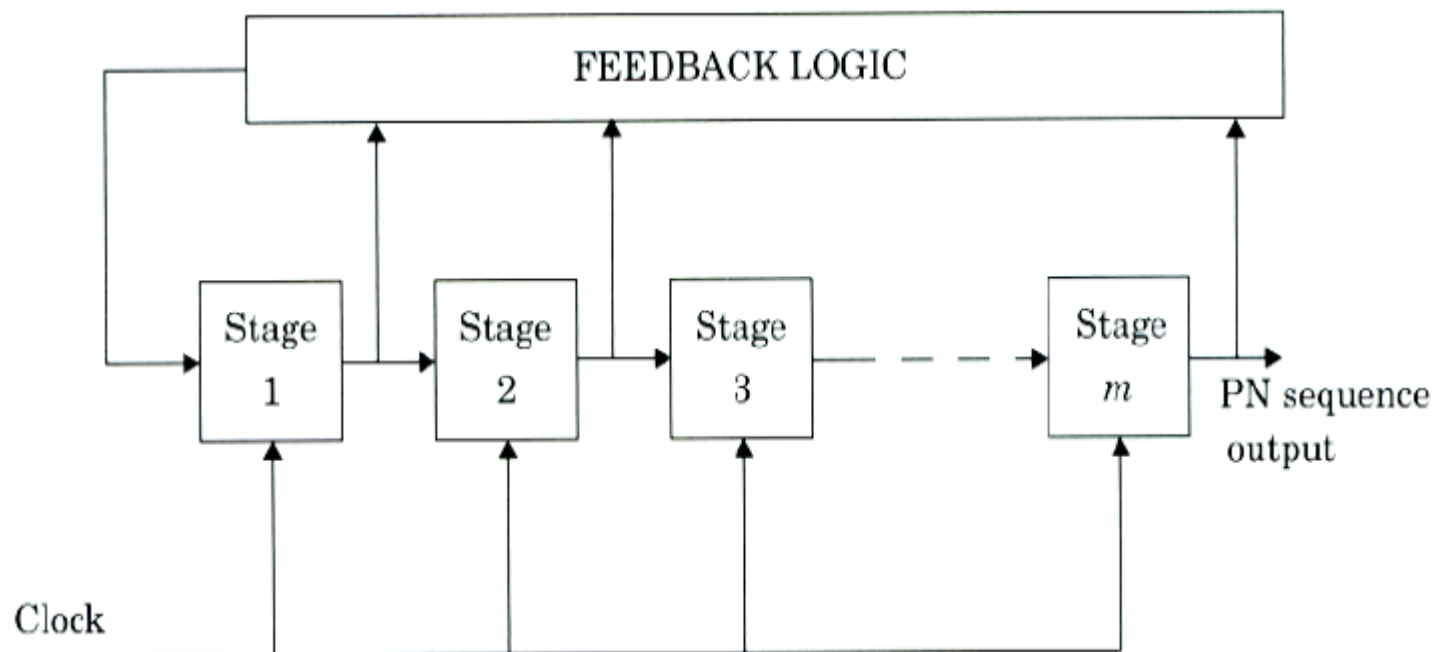 FEEDBACK LOGIC
Stage
1
Stage
2
Stage
3
Stage
m
PN sequence
output
Clock